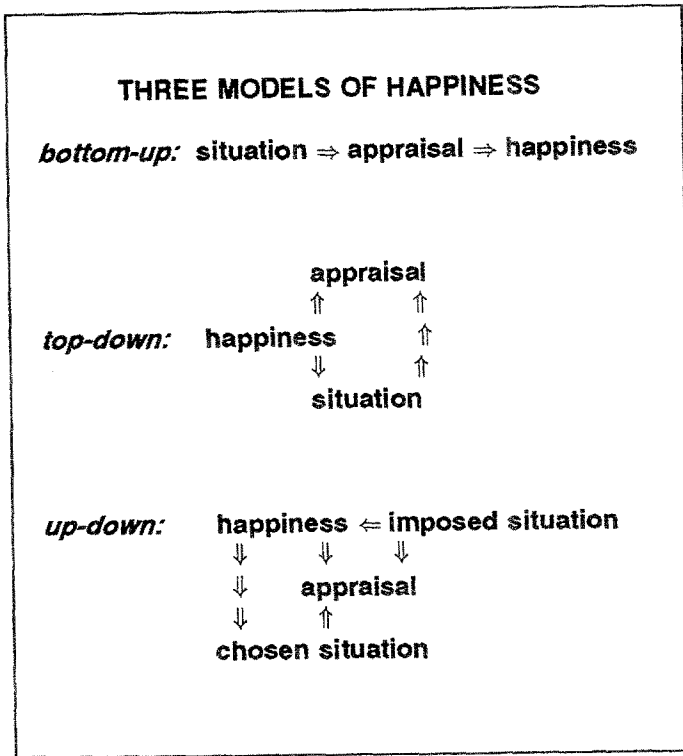 THREE MODELS OF HAPPINESS
bottom-up: situation ⇒ appraisal ⇒ happiness
appraisal
⇑ ⇑
top-down: happiness ⇑
⇓ ⇑
situation
up-down: happiness ⇐ imposed situation
⇓ ⇓ ⇓
⇓ appraisal
⇓ ⇑
chosen situation